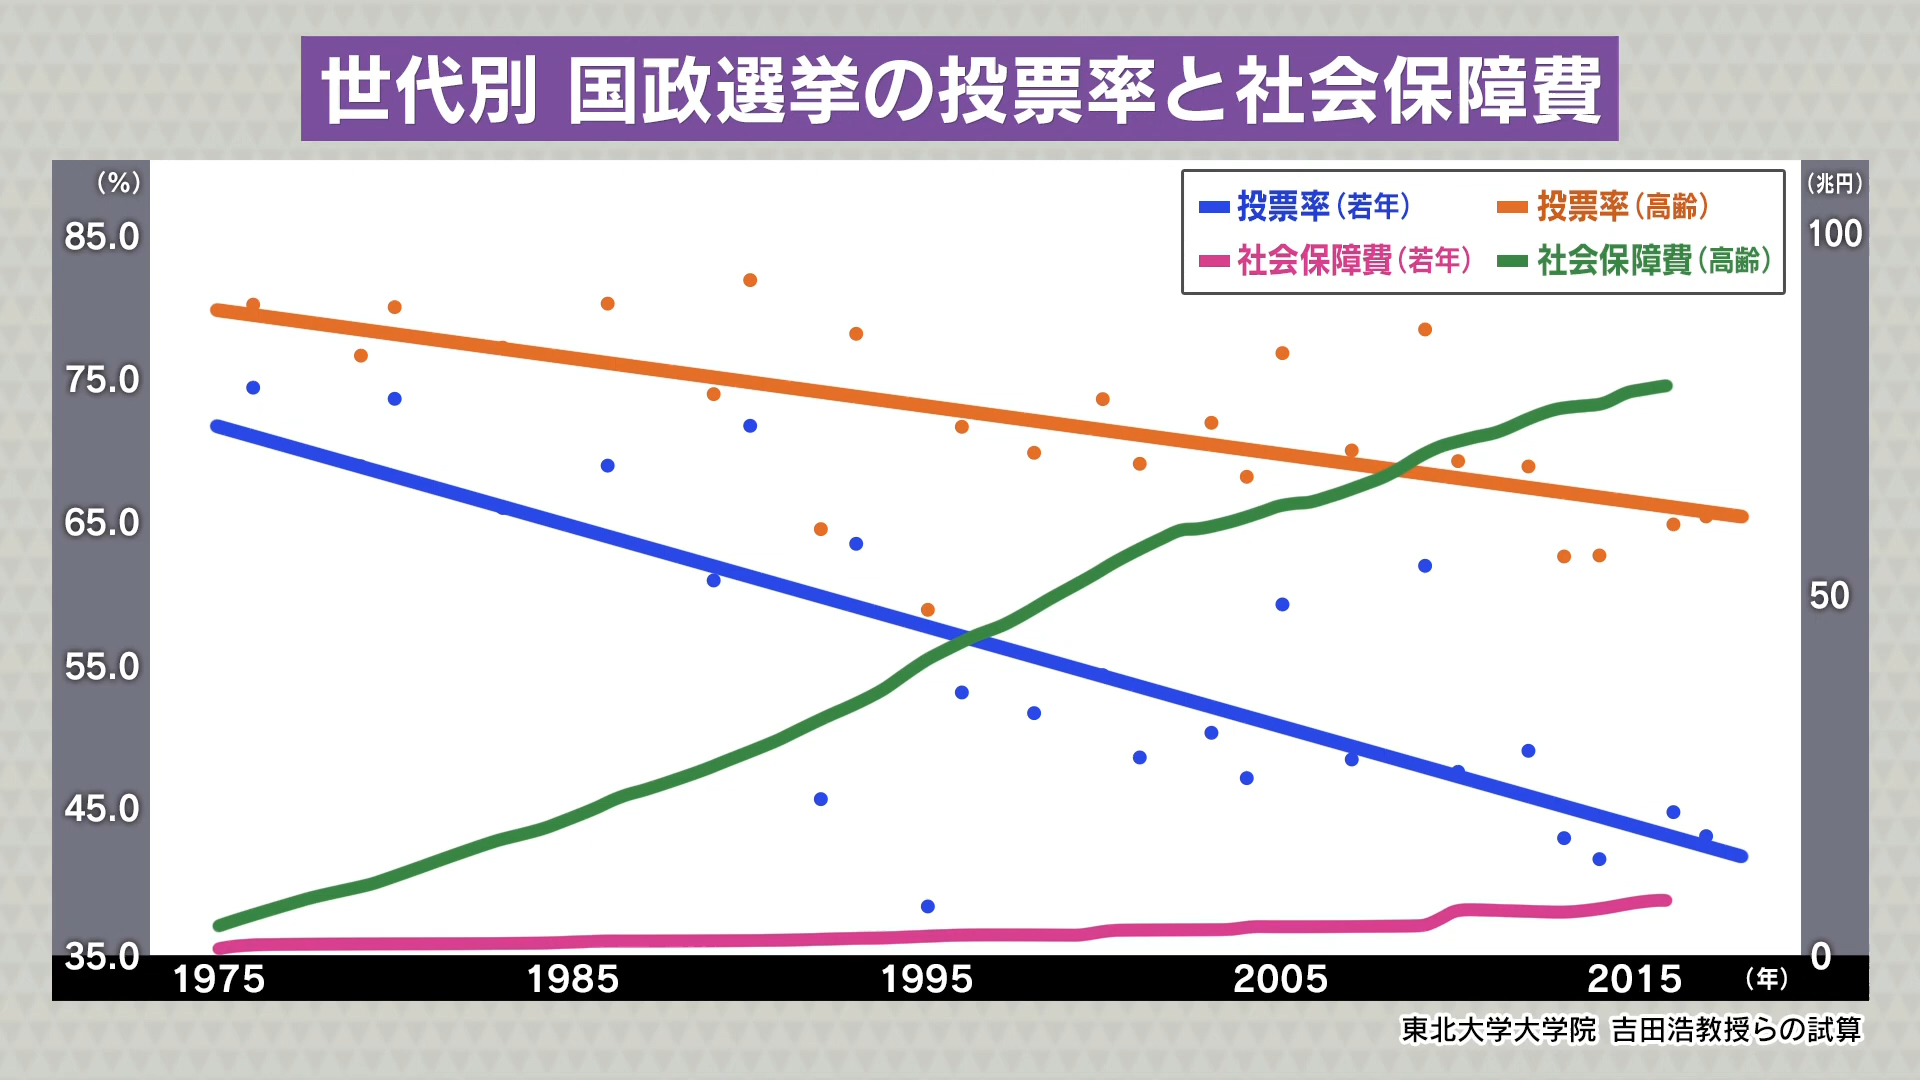 世代別 国政選挙の投票率と社会保障費
(%)
(兆円)
投票率(若年)
投票率(高齢)
社会保障費(若年)
社会保障費(高齢)
85.0
75.0
65.0
55.0
45.0
35.0
100
50
0
1975 1985 1995 2005 2015 (年)
東北大学大学院 吉田浩教授らの試算